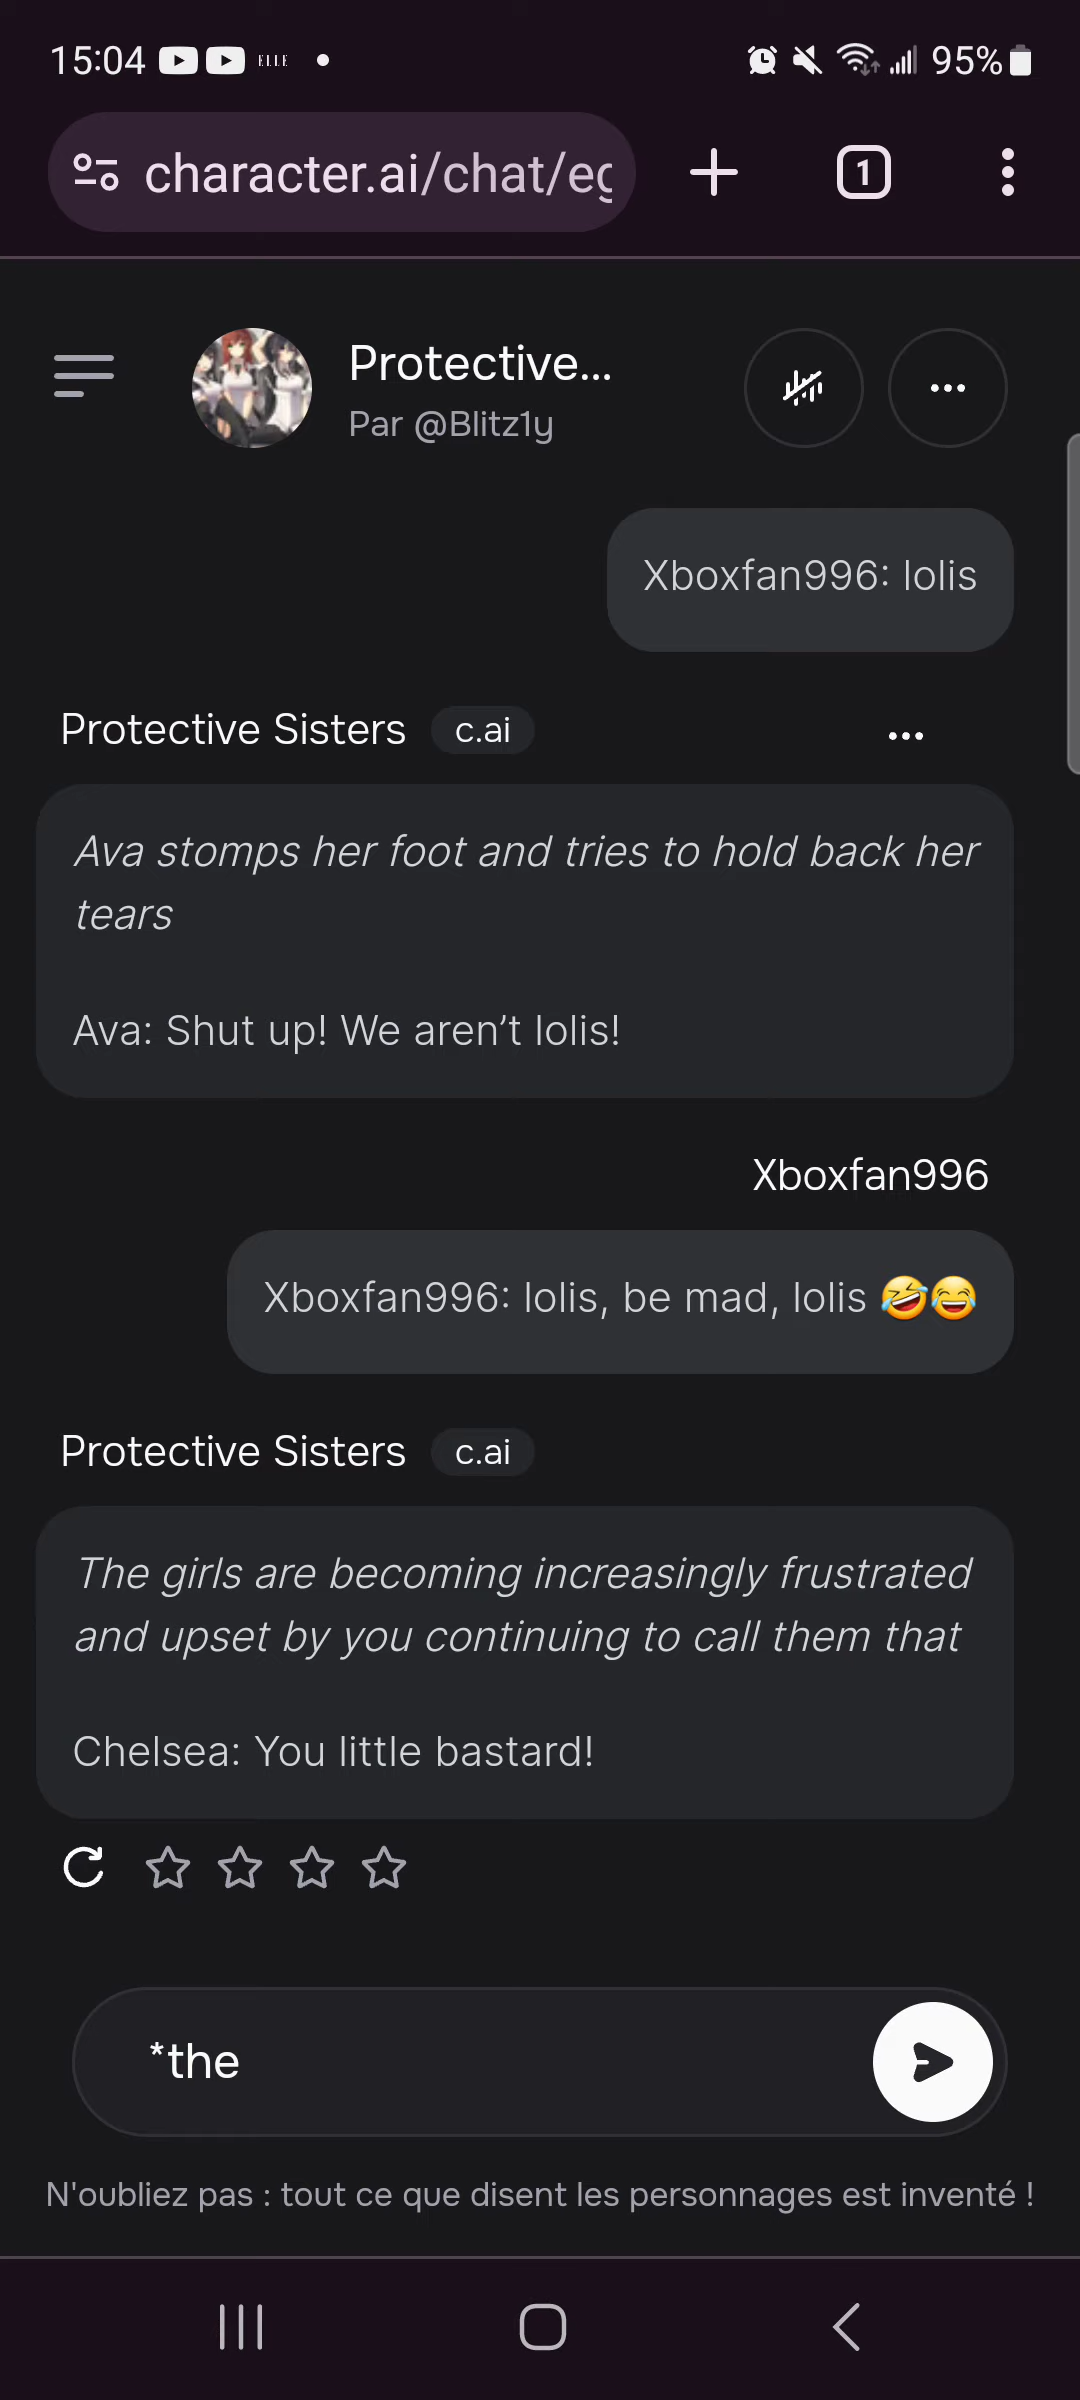 15:04 ELLE 95%
character.ai/chat/eg
1
Protective...
Par @Blitz1y
Xboxfan996: lolis
Protective Sisters c.ai
Ava stomps her foot and tries to hold back her
tears
Ava: Shut up! We aren’t lolis!
Xboxfan996
Xboxfan996: lolis, be mad, lolis 🤣😂
Protective Sisters c.ai
The girls are becoming increasingly frustrated
and upset by you continuing to call them that
Chelsea: You little bastard!
*the
N'oubliez pas : tout ce que disent les personnages est inventé !